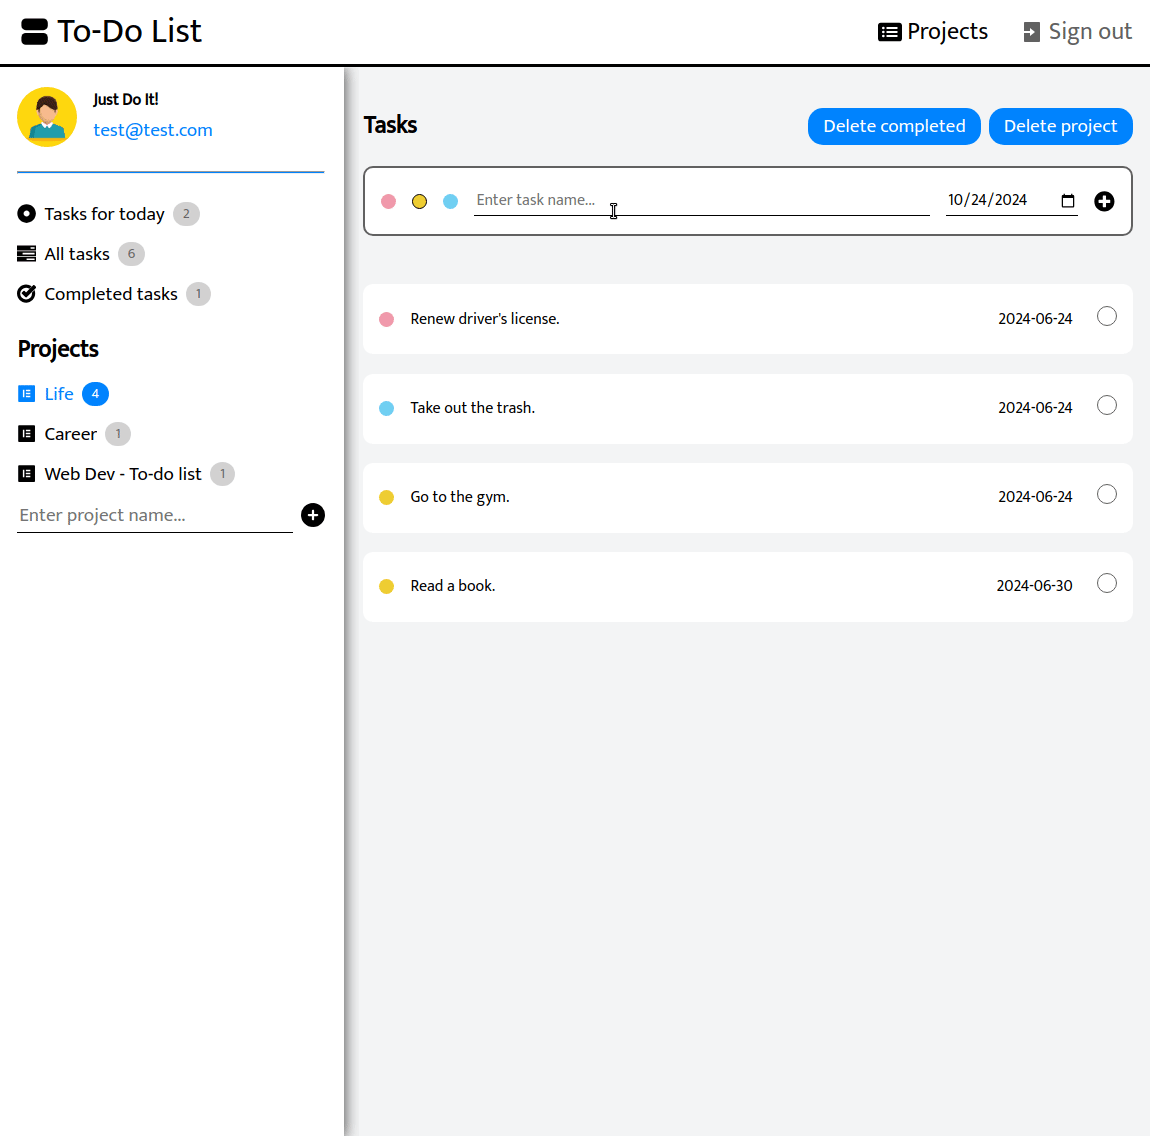 To-Do List
Projects
Sign out
Just Do It!
test@test.com
Tasks for today 2
All tasks 6
Completed tasks 1
Projects
Life 4
Career 1
Web Dev - To-do list 1
Enter project name...
Tasks
Delete completed
Delete project
Enter task name... 10/24/2024
Renew driver's license. 2024-06-24
Take out the trash. 2024-06-24
Go to the gym. 2024-06-24
Read a book. 2024-06-30